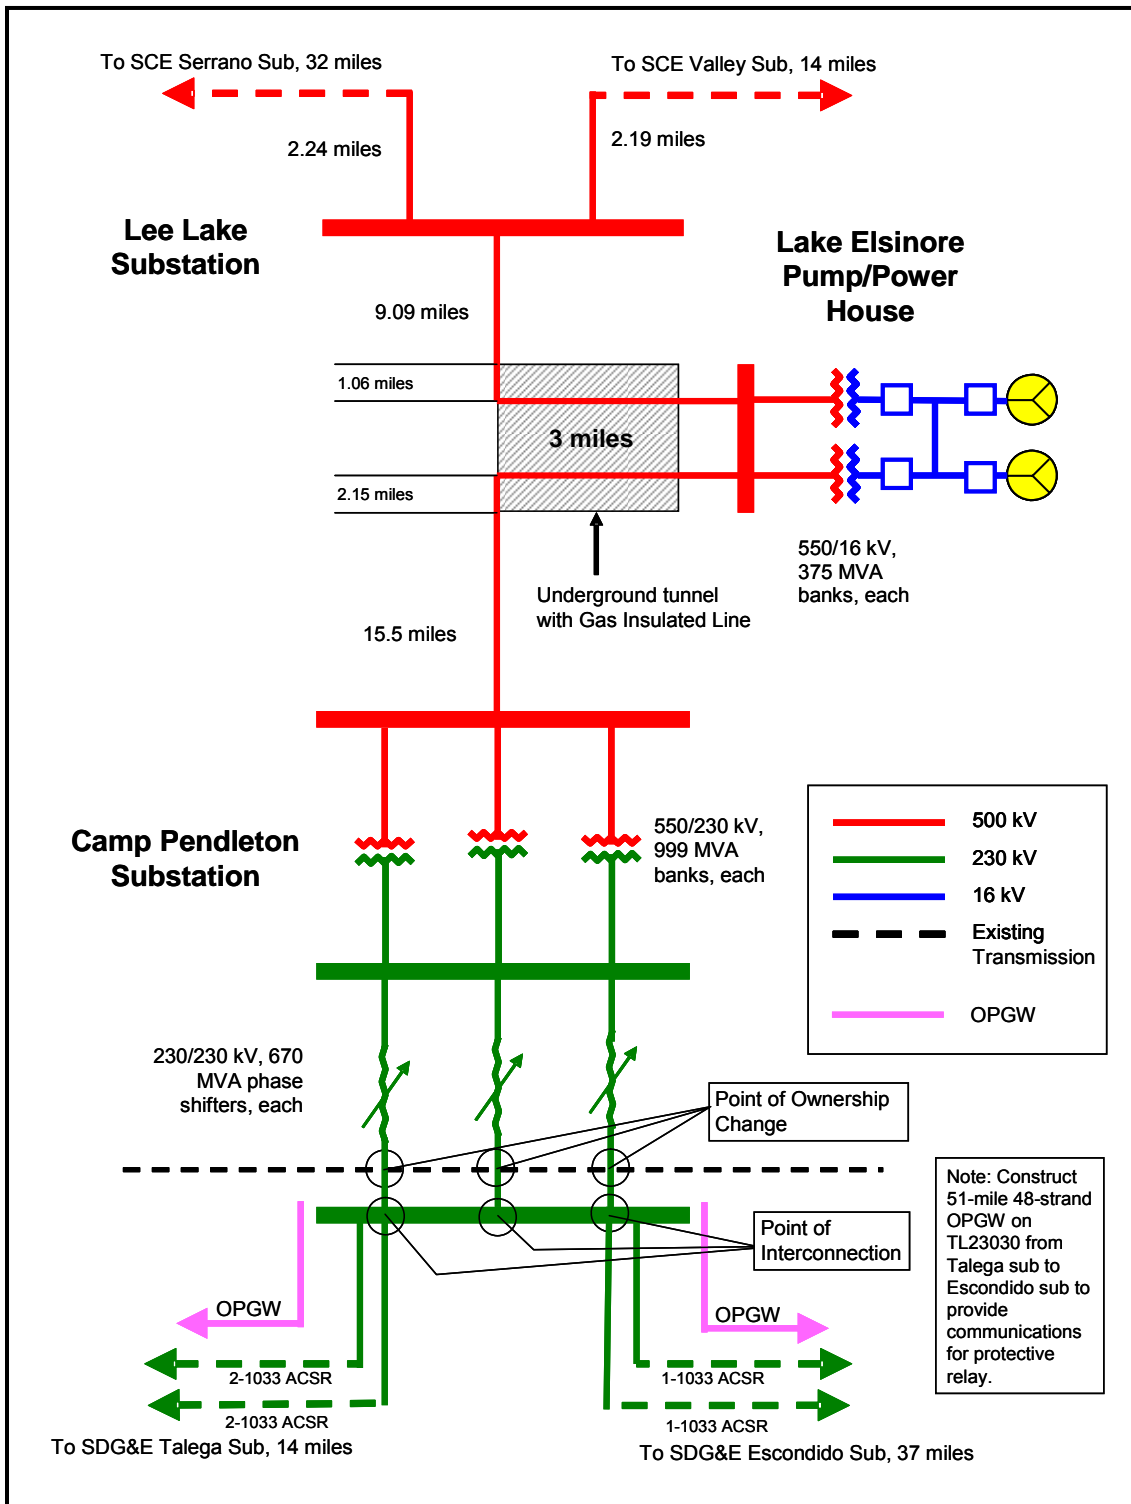 To SCE Serrano Sub, 32 miles
To SCE Valley Sub, 14 miles
2.24 miles
2.19 miles
Lee Lake
Substation
Lake Elsinore
Pump/Power
House
9.09 miles
1.06 miles
3 miles
2.15 miles
550/16 kV,
375 MVA
banks, each
Underground tunnel
with Gas Insulated Line
15.5 miles
Camp Pendleton
Substation
550/230 kV,
999 MVA
banks, each
500 kV
230 kV
16 kV
Existing
Transmission
OPGW
230/230 kV, 670
MVA phase
shifters, each
Point of Ownership
Change
Point of
Interconnection
Note: Construct
51-mile 48-strand
OPGW on
TL23030 from
Talega sub to
Escondido sub to
provide
communications
for protective
relay.
OPGW
OPGW
2-1033 ACSR
1-1033 ACSR
2-1033 ACSR
1-1033 ACSR
To SDG&E Talega Sub, 14 miles
To SDG&E Escondido Sub, 37 miles